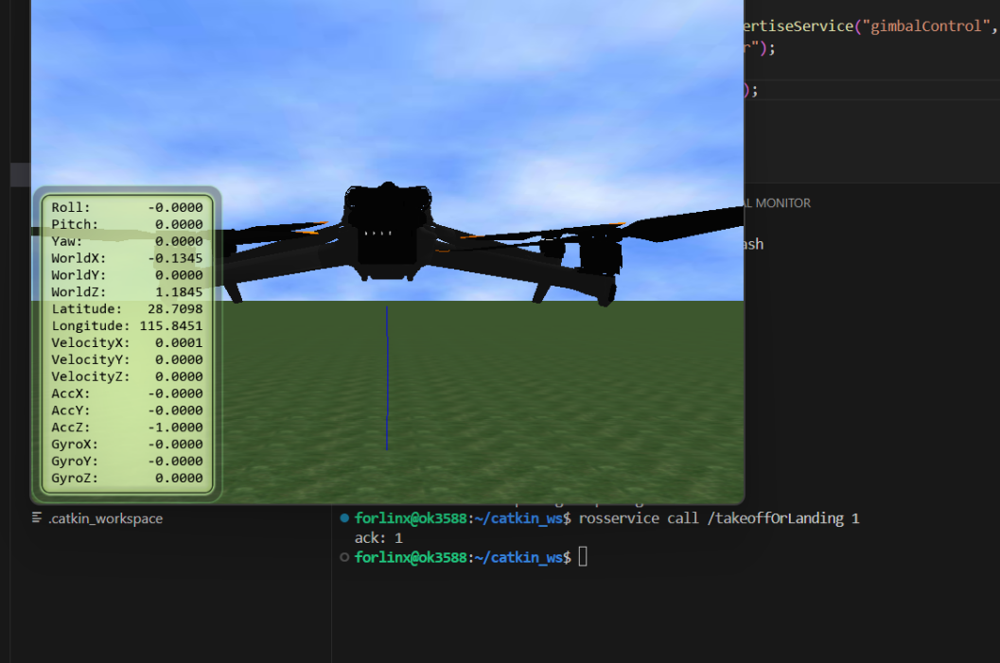 ertiseService("gimbalControl",
r");
);
Roll: -0.0000
Pitch: 0.0000
Yaw: 0.0000
WorldX: -0.1345
WorldY: 0.0000
WorldZ: 1.1845
Latitude: 28.7098
Longitude: 115.8451
VelocityX: 0.0001
VelocityY: 0.0000
VelocityZ: 0.0000
AccX: -0.0000
AccY: -0.0000
AccZ: -1.0000
GyroX: -0.0000
GyroY: -0.0000
GyroZ: 0.0000
AL MONITOR
ash
.catkin_workspace
forlinx@ok3588:~/catkin_ws$ rosservice call /takeoffOrLanding 1
ack: 1
forlinx@ok3588:~/catkin_ws$